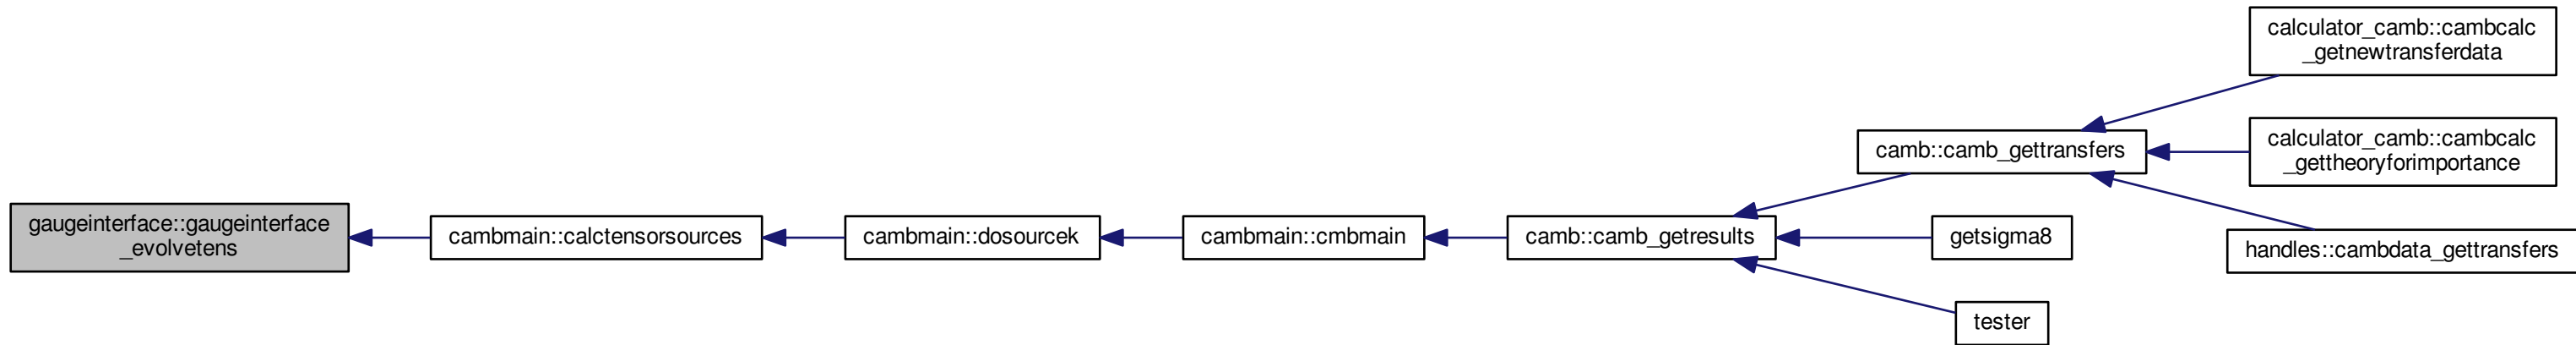 gaugeinterface::gaugeinterface
_evolvetens
cambmain::calctensorsources
cambmain::dosourcek
cambmain::cmbmain
camb::camb_getresults
camb::camb_gettransfers
getsigma8
tester
calculator_camb::cambcalc
_getnewtransferdata
calculator_camb::cambcalc
_gettheoryforimportance
handles::cambdata_gettransfers